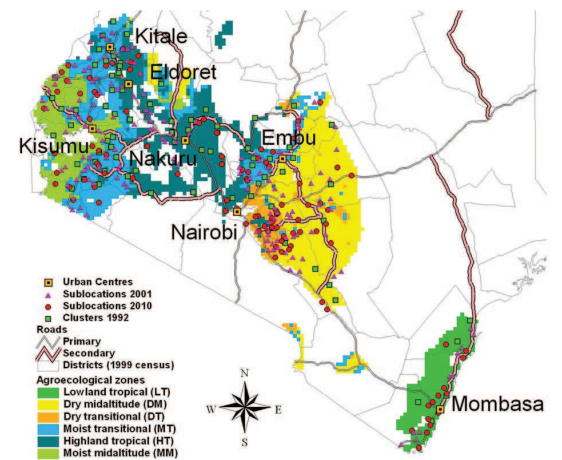 Kitale
Eldoret
Kisumu
Nakuru
Embu
Nairobi
Mombasa
Urban Centres
Sublocations 2001
Sublocations 2010
Clusters 1992
Roads
Primary
Secondary
Districts (1999 census)
Agroecological zones
Lowland tropical (LT)
Dry midaltitude (DM)
Dry transitional (DT)
Moist transitional (MT)
Highland tropical (HT)
Moist midaltitude (MM)
N
W E
S